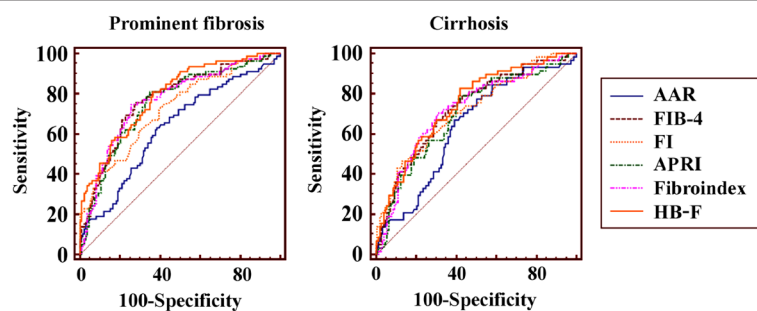 Prominent fibrosis
Cirrhosis
Sensitivity
100
80
60
40
20
0
0 40 80
100-Specificity
Sensitivity
100
80
60
40
20
0
0 40 80
100-Specificity
AAR
FIB-4
FI
APRI
Fibroindex
HB-F